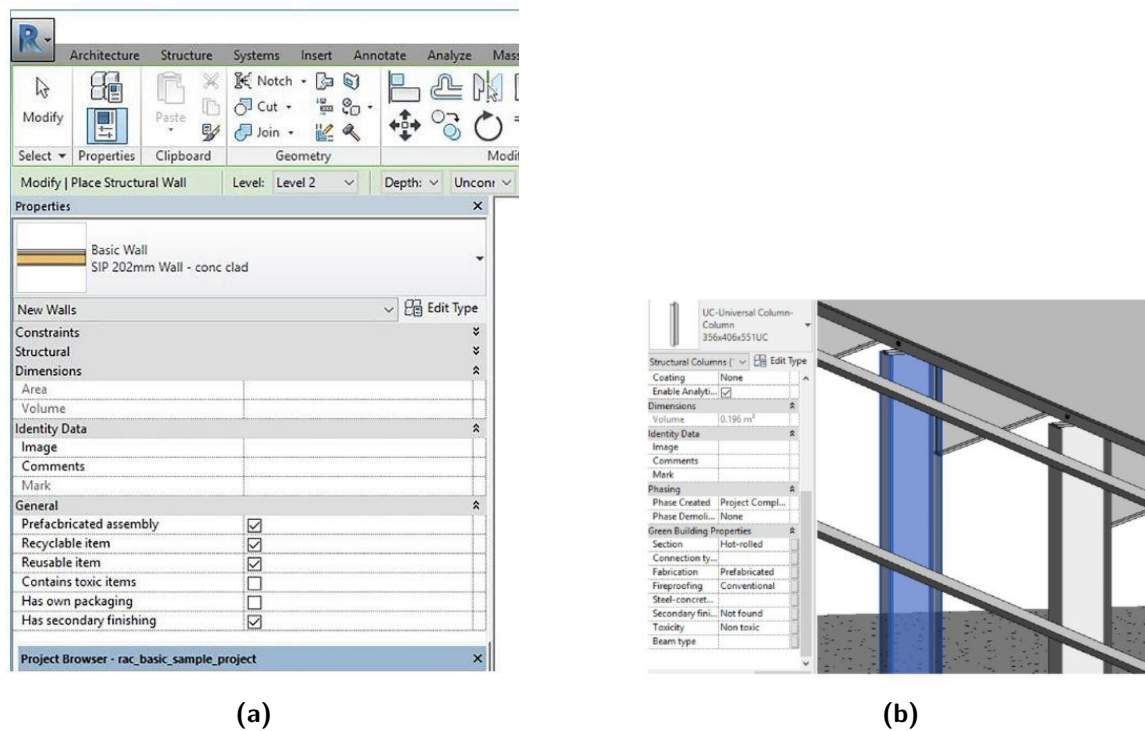 R
Architecture Structure Systems Insert Annotate Analyze Mass
Modify
Paste
Notch
Cut
Join
Select Properties Clipboard Geometry Modif
Modify | Place Structural Wall Level: Level 2 Depth: Unconn
Properties X
Basic Wall
SIP 202mm Wall - conc clad
New Walls Edit Type
Constraints
Structural
Dimensions
Area
Volume
Identity Data
Image
Comments
Mark
General
Prefacbricated assembly
Recyclable item
Reusable item
Contains toxic items
Has own packaging
Has secondary finishing
Project Browser - rac_basic_sample_project X
(a)
UC-Universal Column-
Column
356x406x551UC
Structural Columns (" Edit Type
Coating None
Enable Analyti...
Dimensions
Volume 0.196 m³
Identity Data
Image
Comments
Mark
Phasing
Phase Created Project Compl...
Phase Demoli... None
Green Building Properties
Section Hot-rolled
Connection ty...
Fabrication Prefabricated
Fireproofing Conventional
Steel-concret...
Secondary fini... Not found
Toxicity Non toxic
Beam type
(b)